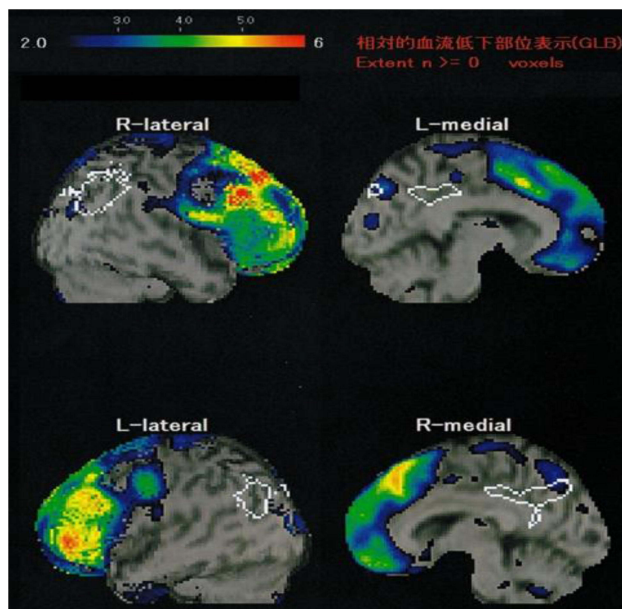 3.0 4.0 5.0
2.0 6 相対的血流低下部位表示(GLB)
Extent n >= 0 voxels
R-lateral L-medial
L-lateral R-medial